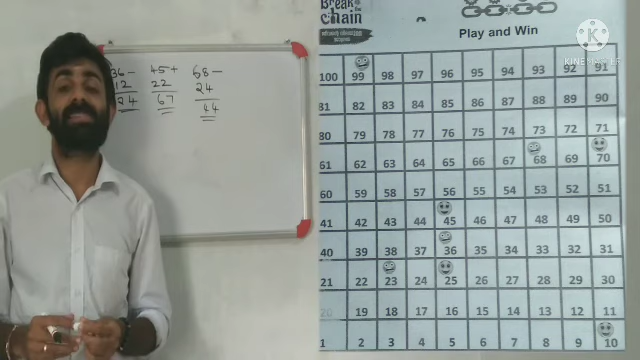 36 - 45 + 68 -
12 22 24
24 67 44
Break
the
chain
Play and Win
Made With
KINEMASTER
100 99 98 97 96 95 94 93 92 91
81 82 83 84 85 86 87 88 89 90
80 79 78 77 76 75 74 73 72 71
61 62 63 64 65 66 67 68 69 70
60 59 58 57 56 55 54 53 52 51
41 42 43 44 45 46 47 48 49 50
40 39 38 37 36 35 34 33 32 31
21 22 23 24 25 26 27 28 29 30
20 19 18 17 16 15 14 13 12 11
1 2 3 4 5 6 7 8 9 10